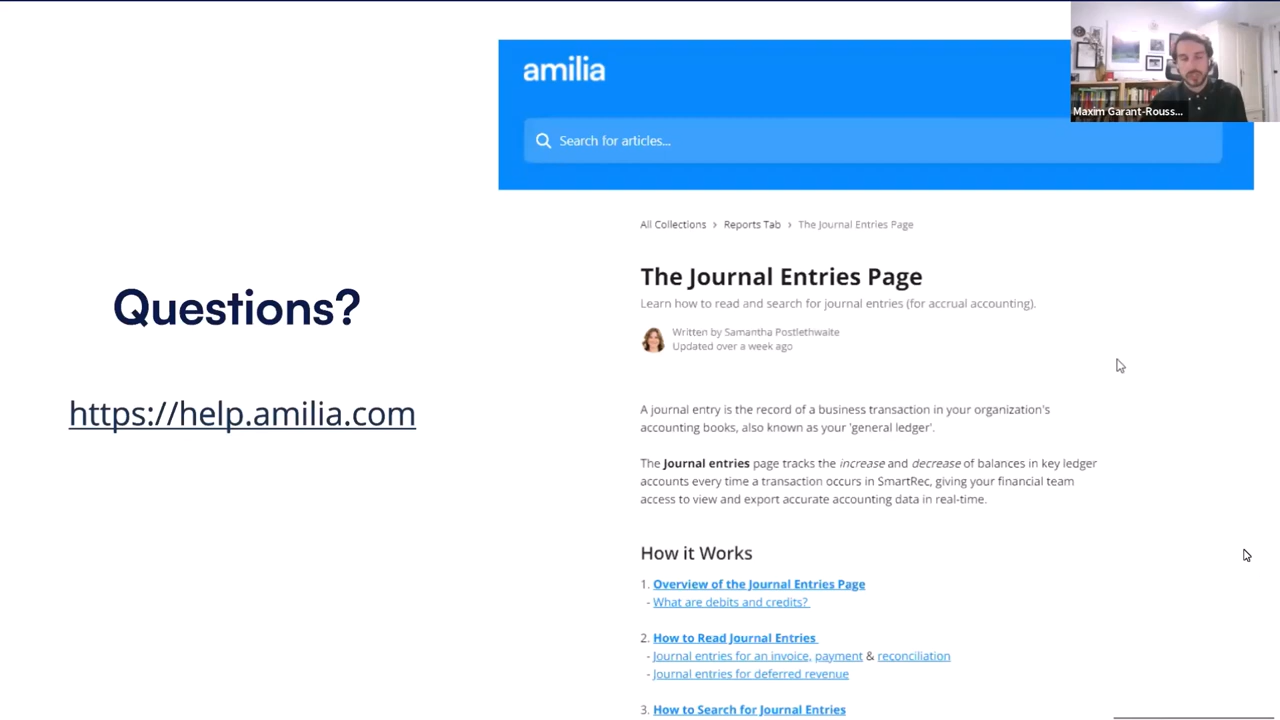 amilia
Search for articles...
Maxim Garant-Rouss...
All Collections > Reports Tab > The Journal Entries Page
The Journal Entries Page
Learn how to read and search for journal entries (for accrual accounting).
Written by Samantha Postlethwaite
Updated over a week ago
Questions?
https://help.amilia.com
A journal entry is the record of a business transaction in your organization's
accounting books, also known as your 'general ledger'.
The Journal entries page tracks the increase and decrease of balances in key ledger
accounts every time a transaction occurs in SmartRec, giving your financial team
access to view and export accurate accounting data in real-time.
How it Works
1. Overview of the Journal Entries Page
- What are debits and credits?
2. How to Read Journal Entries
- Journal entries for an invoice, payment & reconciliation
- Journal entries for deferred revenue
3. How to Search for Journal Entries